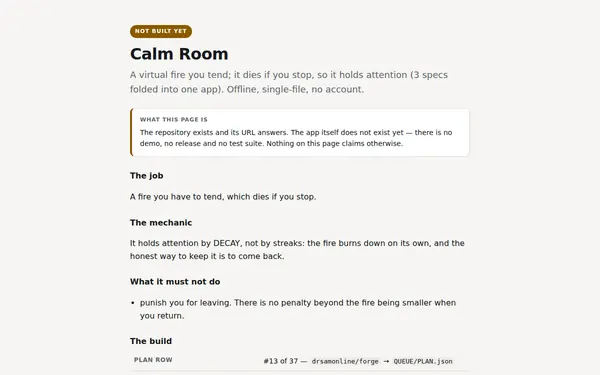 NOT BUILT YET
Calm Room
A virtual fire you tend; it dies if you stop, so it holds attention (3 specs
folded into one app). Offline, single-file, no account.
WHAT THIS PAGE IS
The repository exists and its URL answers. The app itself does not exist yet — there is no
demo, no release and no test suite. Nothing on this page claims otherwise.
The job
A fire you have to tend, which dies if you stop.
The mechanic
It holds attention by DECAY, not by streaks: the fire burns down on its own, and the
honest way to keep it is to come back.
What it must not do
• punish you for leaving. There is no penalty beyond the fire being smaller when
you return.
The build
PLAN ROW #13 of 37 — drsamonline/forge → QUEUE/PLAN.json